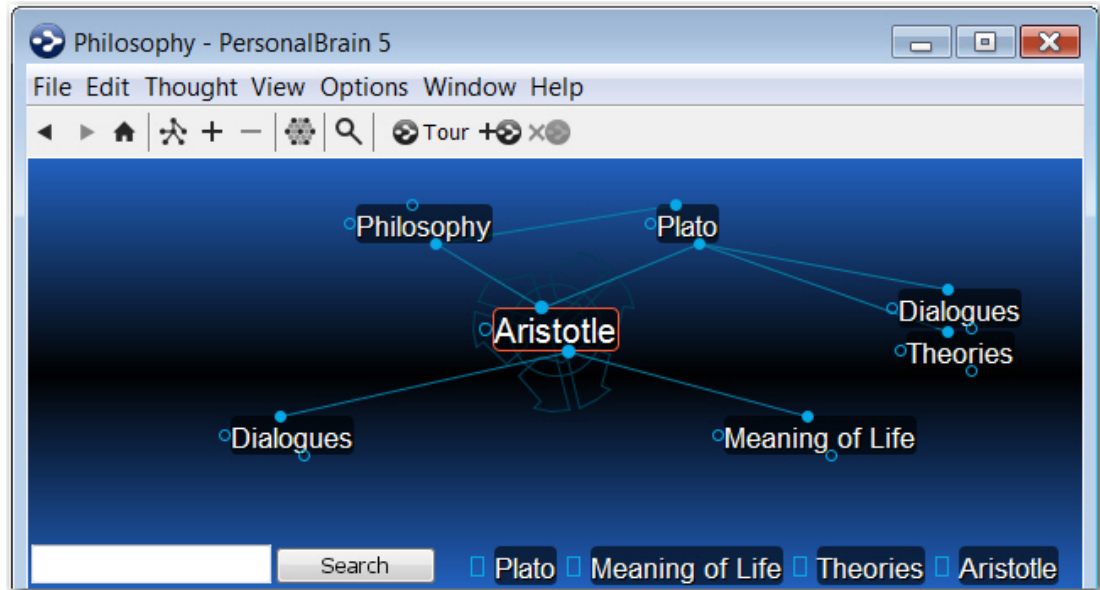 Philosophy - PersonalBrain 5
File Edit Thought View Options Window Help
Tour
Philosophy Plato
Dialogues
Aristotle
Theories
Dialogues Meaning of Life
Search Plato Meaning of Life Theories Aristotle